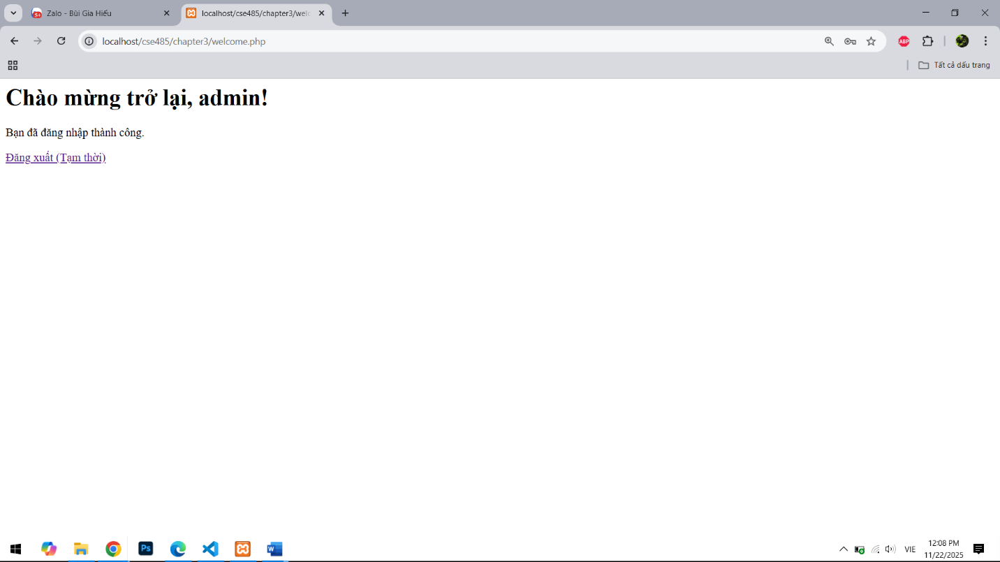 Zalo - Bùi Gia Hiếu
localhost/cse485/chapter3/welc
localhost/cse485/chapter3/welcome.php
ABP
Tất cả dấu trang
Chào mừng trở lại, admin!
Bạn đã đăng nhập thành công.
Đăng xuất (Tạm thời)
Ps
W
VIE
12:08 PM
11/22/2025